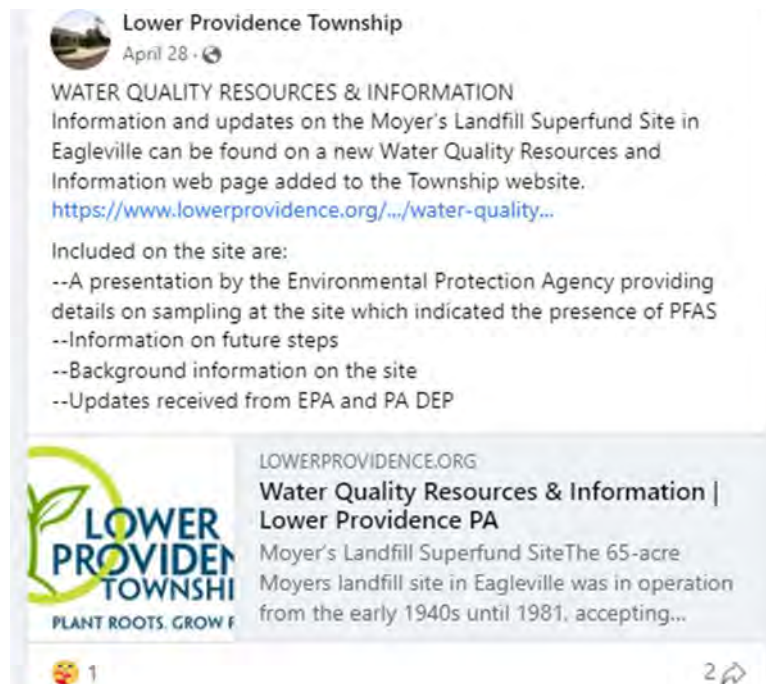 Lower Providence Township
April 28 ·
WATER QUALITY RESOURCES & INFORMATION
Information and updates on the Moyer's Landfill Superfund Site in
Eagleville can be found on a new Water Quality Resources and
Information web page added to the Township website.
https://www.lowerprovidence.org/.../water-quality...
Included on the site are:
--A presentation by the Environmental Protection Agency providing
details on sampling at the site which indicated the presence of PFAS
--Information on future steps
--Background information on the site
--Updates received from EPA and PA DEP
LOWER
PROVIDEN
TOWNSHI
PLANT ROOTS. GROW F
LOWERPROVIDENCE.ORG
Water Quality Resources & Information |
Lower Providence PA
Moyer's Landfill Superfund SiteThe 65-acre
Moyers landfill site in Eagleville was in operation
from the early 1940s until 1981, accepting...
1
2